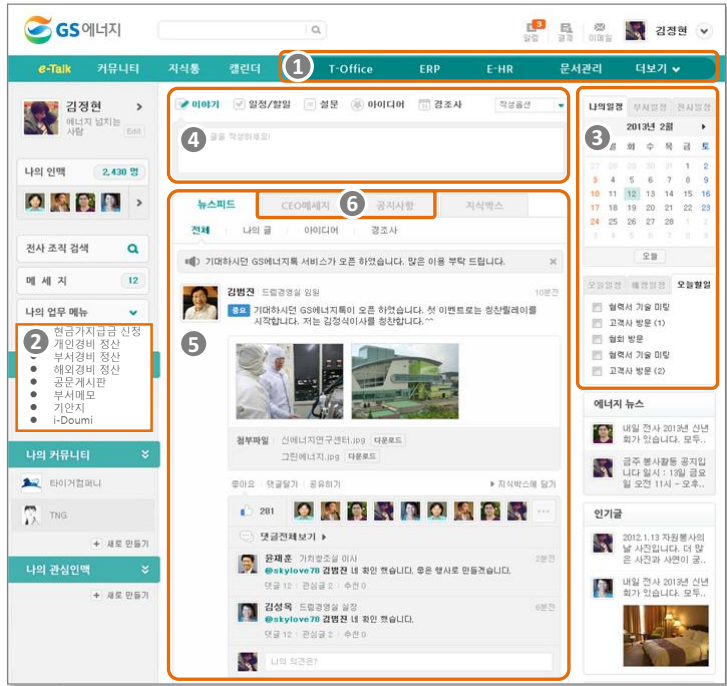 GS 에너지
3
알림 결재 이메일 김정현
e-Talk 커뮤니티 지식통 캘린더 1 T-Office ERP E-HR 문서관리 더보기
김정현
에너지 넘치는
사람 Edit
나의 인맥 2,430 명
전사 조직 검색
메 세 지 12
나의 업무 메뉴
2
현금가지급금 신청
개인경비 정산
부서경비 정산
해외경비 정산
공문게시판
부서메모
기안지
i-Doumi
나의 커뮤니티
타이거컴퍼니
TNG
+ 새로 만들기
나의 관심인맥
+ 새로 만들기
이야기 일정/할일 설문 아이디어 경조사 작성옵션
4
글을 작성하세요!
뉴스피드 CEO메세지 6 공지사항 지식박스
전체 나의 글 아이디어 경조사
기대하시던 GS에너지톡 서비스가 오픈 하였습니다. 많은 이용 부탁 드립니다. ×
김범진 드림경영실 임원 10분전
중요 기대하시던 GS에너지톡이 오픈 하였습니다. 첫 이벤트로는 칭찬릴레이를
시작합니다. 저는 김정식이사를 칭찬합니다.^^
5
첨부파일 신에너지연구센터.jpg 다운로드
그린에너지.jpg 다운로드
좋아요 댓글달기 공유하기 ▶ 지식박스에 담기
281
댓글전체보기 ▶
윤재훈 가치창조실 이사 2분전
@skylove78 김범진 네 확인 했습니다. 좋은 행사로 만들겠습니다.
댓글 12 관심글 2 추천 0
김성욱 드림경영실 실장 6분전
@skylove78 김범진 네 확인 했습니다.
댓글 12 관심글 2 추천 0
나의 의견은?
나의일정 부서일정 전사일정
3
2013년 2월
월 화 수 목 금 토
27 28 29 30 31 1 2
3 4 5 6 7 8 9
10 11 12 13 14 15 16
17 18 19 20 21 22 23
24 25 26 27 28 1 2
3 4 5 6 7 8 9
오늘
오늘일정 예정일정 오늘할일
협력서 기술 미팅
고객사 방문 (1)
협회 방문
협력서 기술 미팅
고객사 방문 (2)
에너지 뉴스
내일 전사 2013년 신년
회가 있습니다. 모두..
금주 봉사활동 공지입
니다 일시 : 13일 금요
일 오전 11시 - 오후..
인기글
2012.1.13 자원봉사의
날 사진입니다. 더 많
은 사진과 사연이 궁..
내일 전사 2013년 신년
회가 있습니다. 모두..